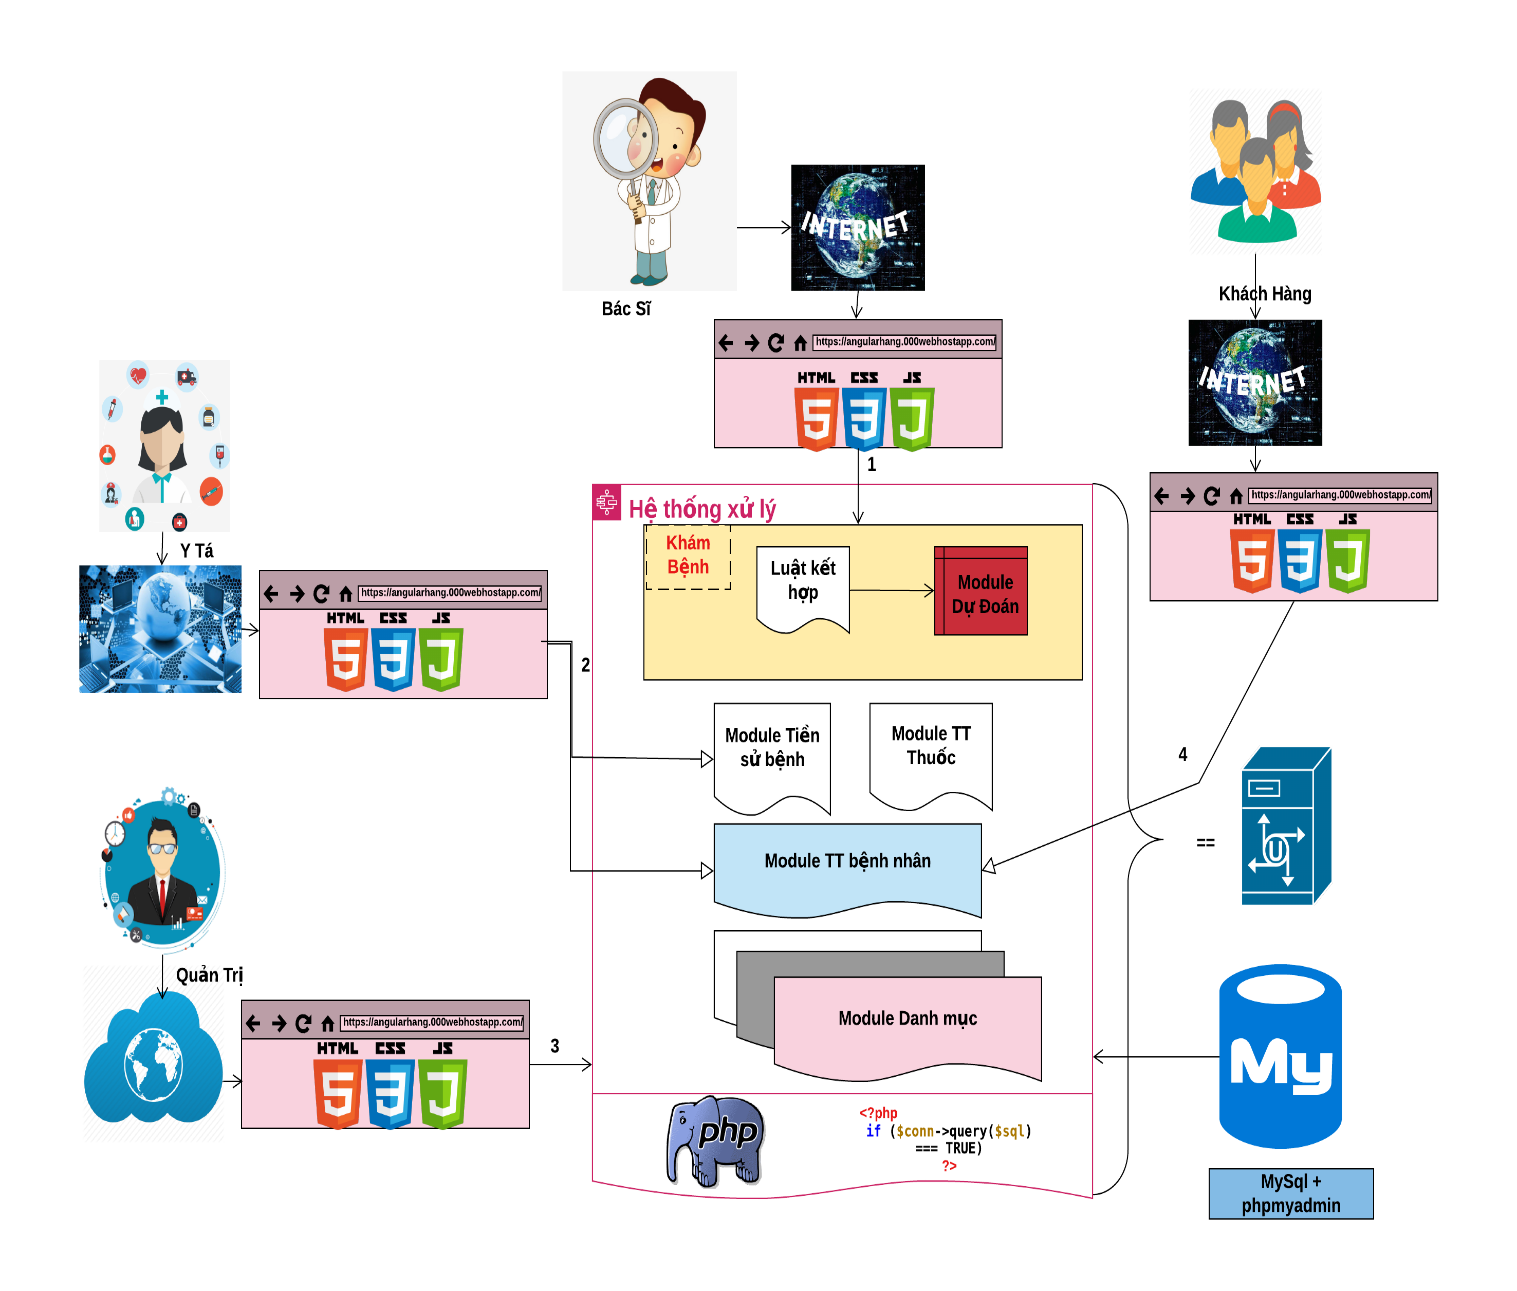 INTERNET
Bác Sĩ
Khách Hàng
https://angularhang.000webhostapp.com/
HTML CSS JS
INTERNET
1
https://angularhang.000webhostapp.com/
HTML CSS JS
Y Tá
https://angularhang.000webhostapp.com/
HTML CSS JS
2
Hệ thống xử lý
Khám
Bệnh
Luật kết
hợp
Module
Dự Đoán
Module Tiền
sử bệnh
Module TT
Thuốc
4
Module TT bệnh nhân
==
U
Quản Trị
https://angularhang.000webhostapp.com/
HTML CSS JS
3
Module Danh mục
My
php
<?php
if ($conn->query($sql)
=== TRUE)
?>
MySql +
phpmyadmin